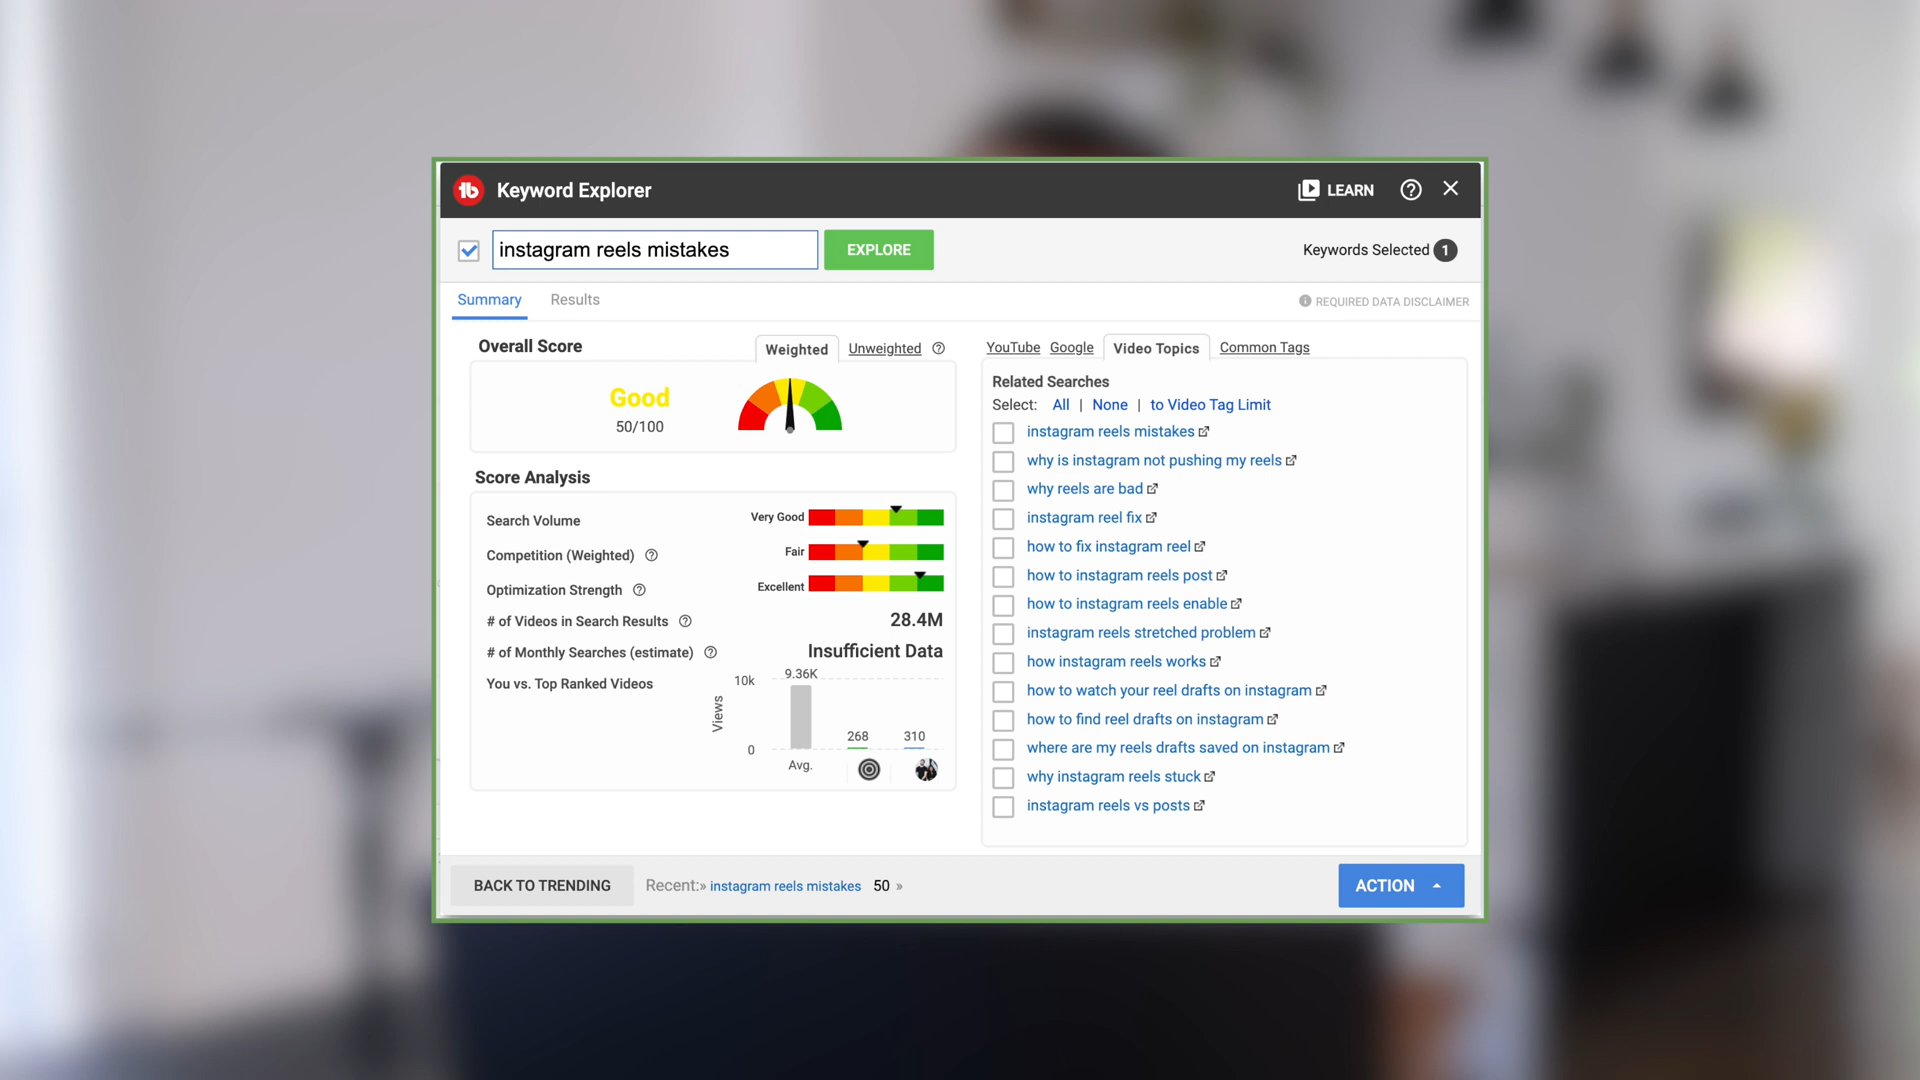 Keyword Explorer
LEARN
instagram reels mistakes
EXPLORE
Keywords Selected 1
Summary
Results
REQUIRED DATA DISCLAIMER
Overall Score
Weighted
Unweighted
Good
50/100
Score Analysis
Search Volume
Very Good
Competition (Weighted)
Fair
Optimization Strength
Excellent
# of Videos in Search Results
28.4M
# of Monthly Searches (estimate)
Insufficient Data
You vs. Top Ranked Videos
Views
10k
0
9.36K
268
310
Avg.
YouTube
Google
Video Topics
Common Tags
Related Searches
Select: All | None | to Video Tag Limit
instagram reels mistakes
why is instagram not pushing my reels
why reels are bad
instagram reel fix
how to fix instagram reel
how to instagram reels post
how to instagram reels enable
instagram reels stretched problem
how instagram reels works
how to watch your reel drafts on instagram
how to find reel drafts on instagram
where are my reels drafts saved on instagram
why instagram reels stuck
instagram reels vs posts
BACK TO TRENDING
Recent:» instagram reels mistakes 50 »
ACTION